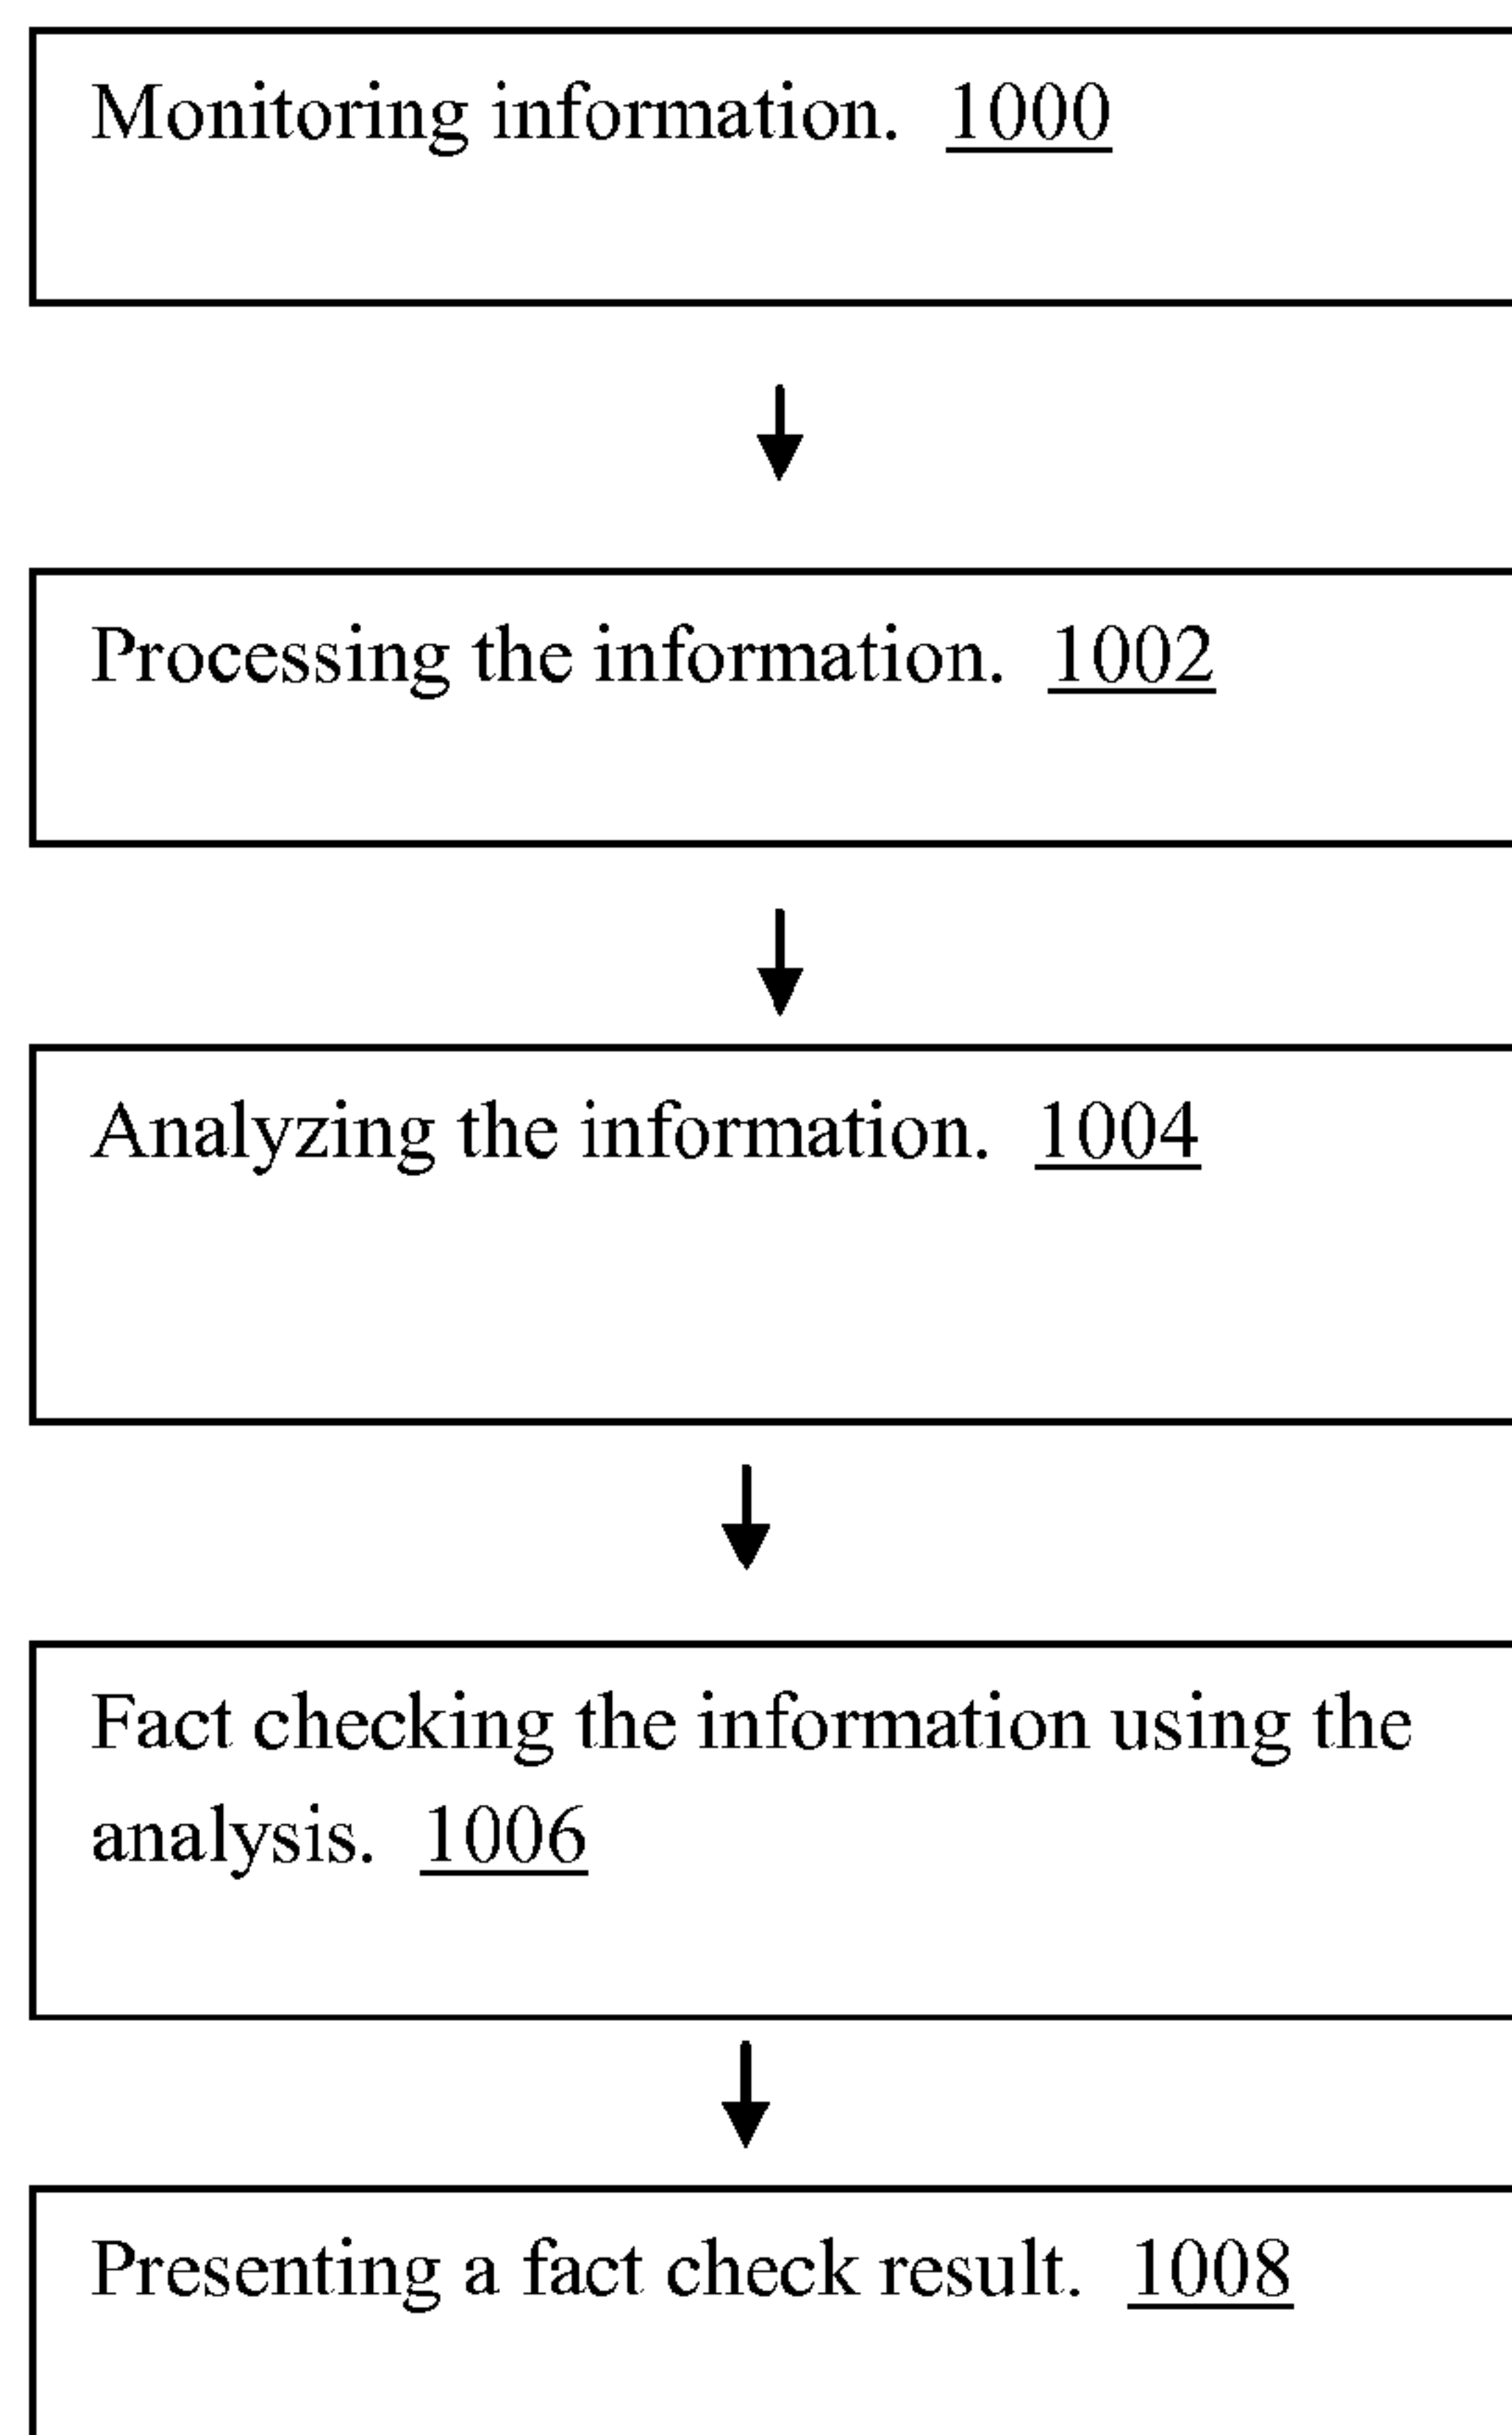 Monitoring information. 1000
Processing the information. 1002
Analyzing the information. 1004
Fact checking the information using the
analysis. 1006
Presenting a fact check result. 1008